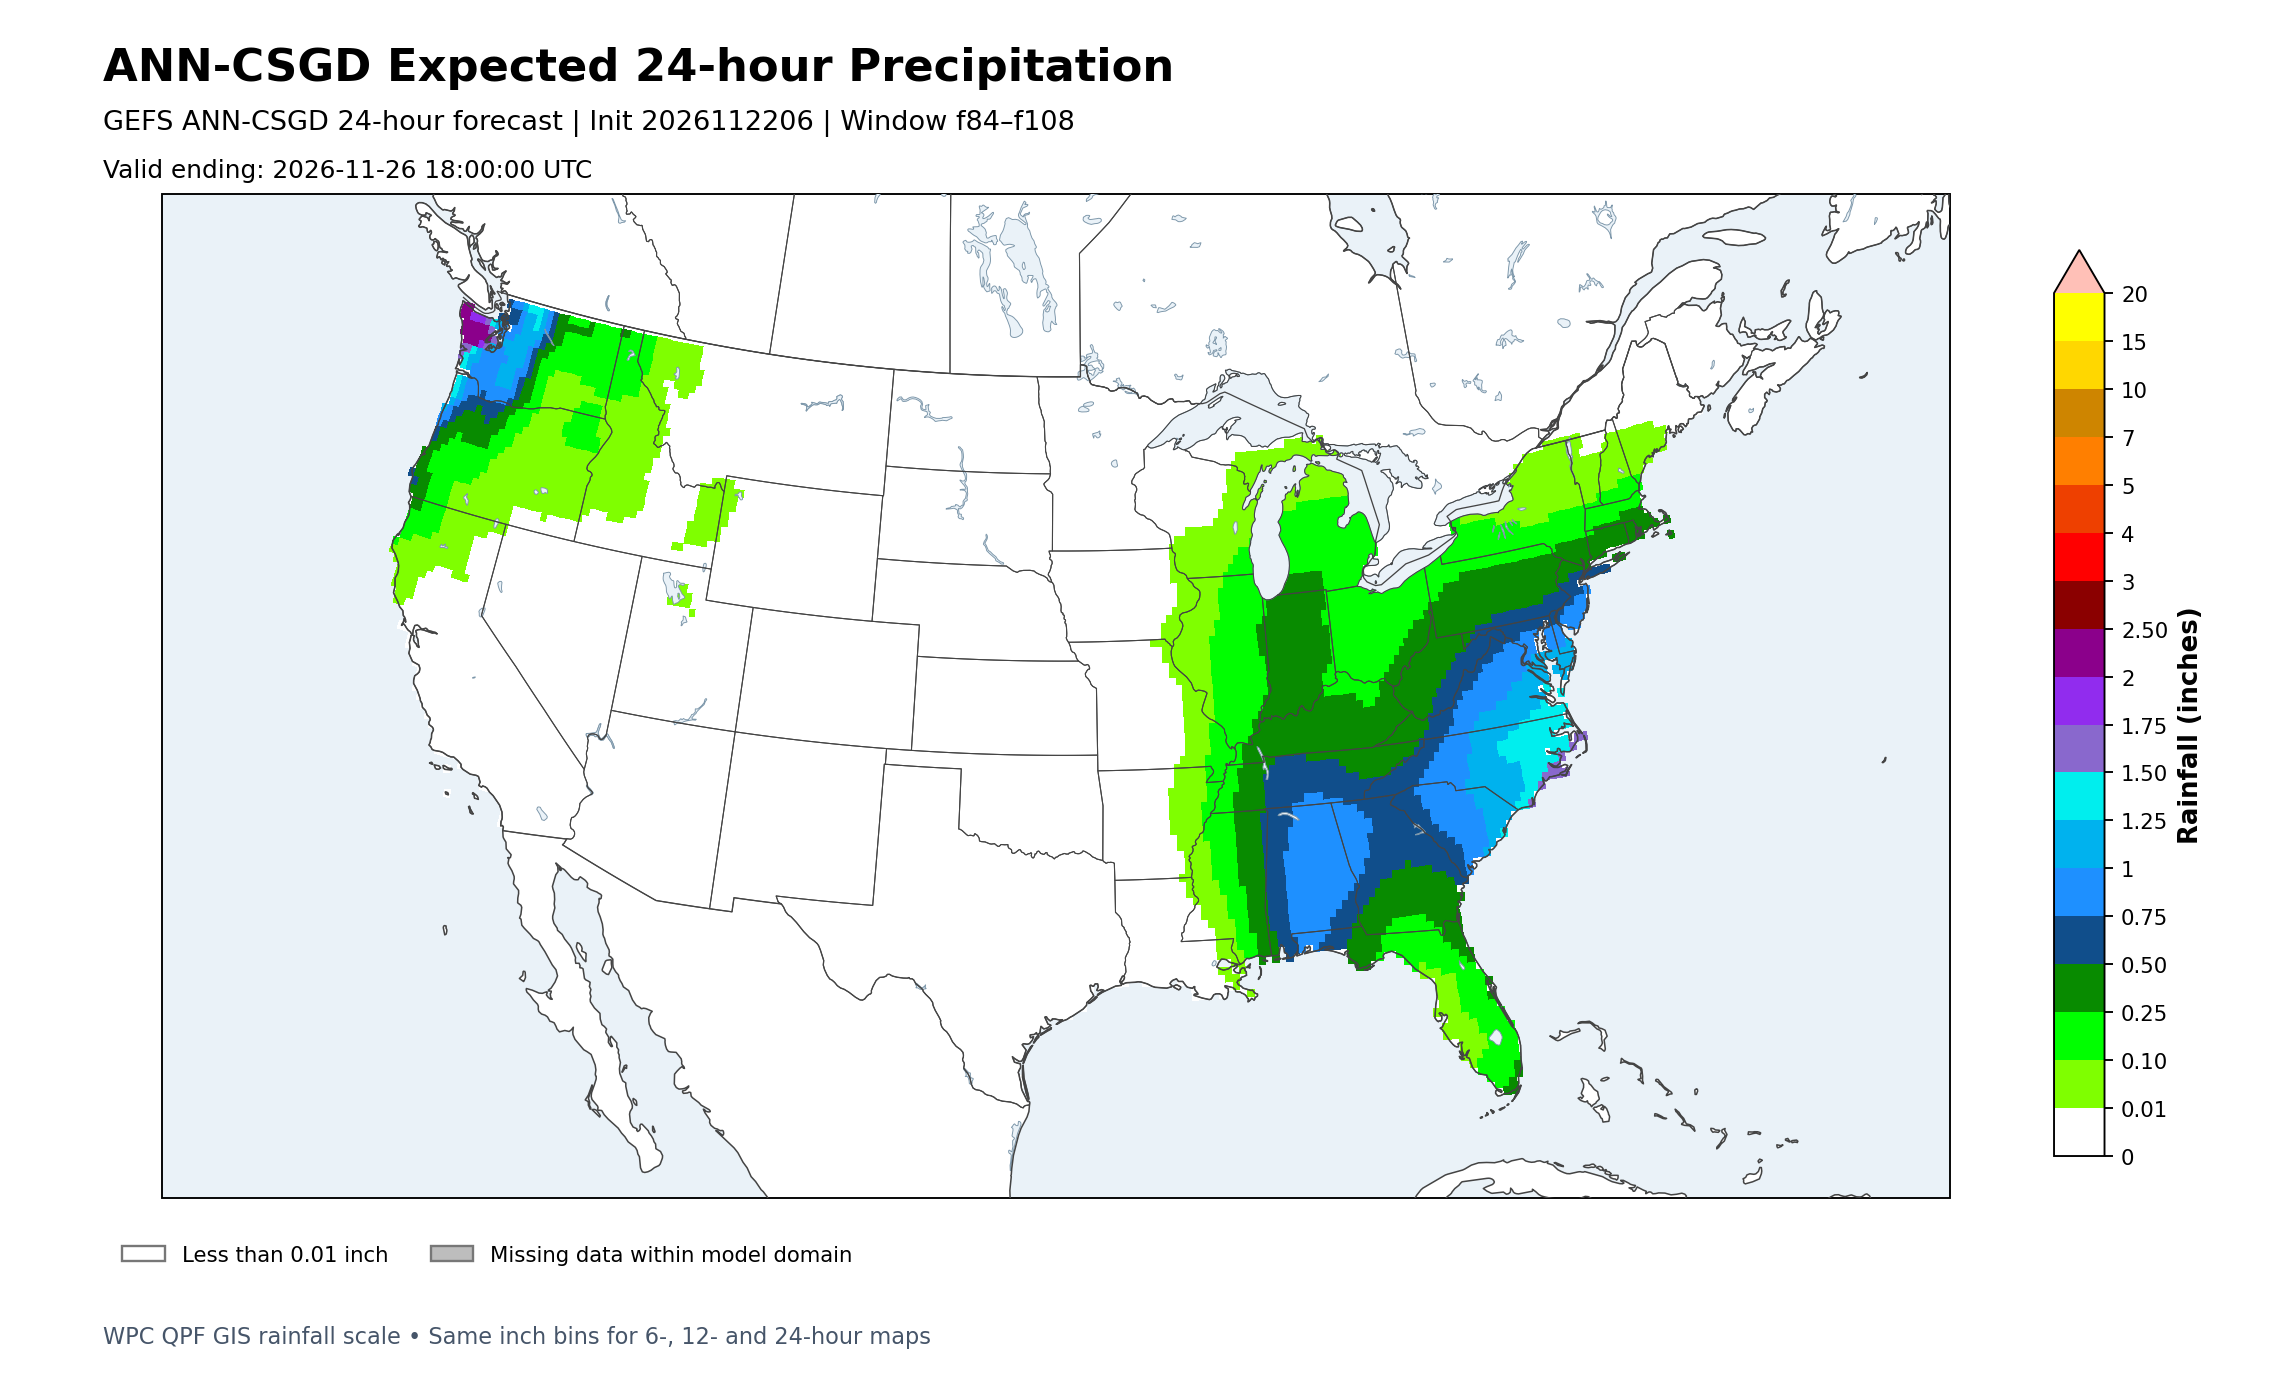 ANN-CSGD Expected 24-hour Precipitation
GEFS ANN-CSGD 24-hour forecast | Init 2026112206 | Window f84–f108
Valid ending: 2026-11-26 18:00:00 UTC
20
15
10
7
5
4
3
2.50
2
1.75
1.50
1.25
1
0.75
0.50
0.25
0.10
0.01
0
Rainfall (inches)
Less than 0.01 inch
Missing data within model domain
WPC QPF GIS rainfall scale • Same inch bins for 6-, 12- and 24-hour maps